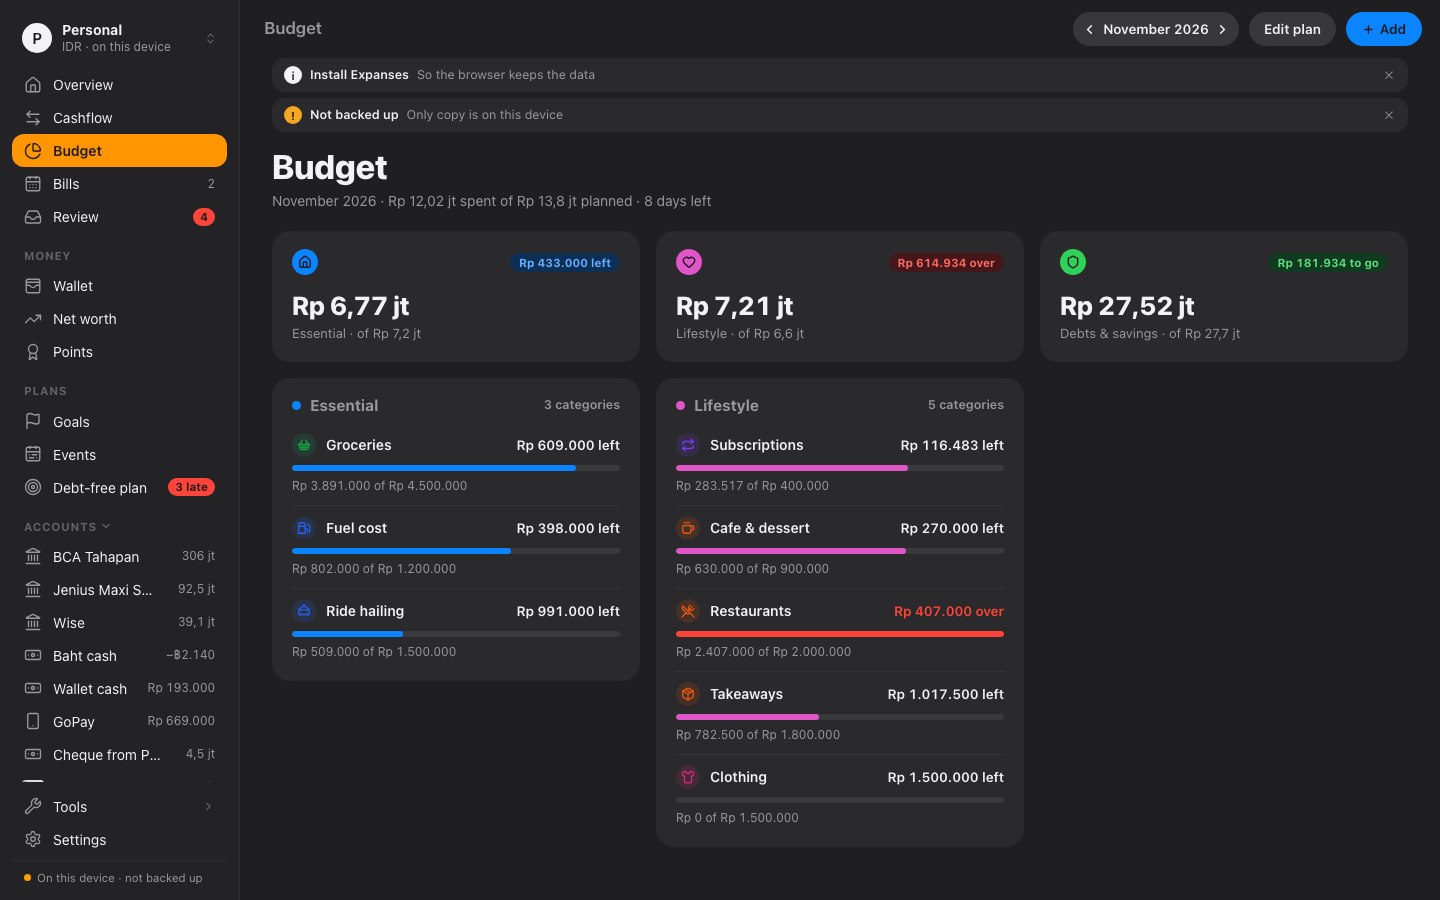 P
Personal
IDR · on this device
Overview
Cashflow
Budget
Bills 2
Review 4
MONEY
Wallet
Net worth
Points
PLANS
Goals
Events
Debt-free plan 3 late
ACCOUNTS
BCA Tahapan 306 jt
Jenius Maxi S... 92,5 jt
Wise 39,1 jt
Baht cash −฿2.140
Wallet cash Rp 193.000
GoPay Rp 669.000
Cheque from P... 4,5 jt
Tools
Settings
On this device · not backed up
Budget
November 2026
Edit plan
+ Add
Install Expanses So the browser keeps the data
Not backed up Only copy is on this device
Budget
November 2026 · Rp 12,02 jt spent of Rp 13,8 jt planned · 8 days left
Rp 433.000 left
Rp 6,77 jt
Essential · of Rp 7,2 jt
Rp 614.934 over
Rp 7,21 jt
Lifestyle · of Rp 6,6 jt
Rp 181.934 to go
Rp 27,52 jt
Debts & savings · of Rp 27,7 jt
Essential 3 categories
Groceries Rp 609.000 left
Rp 3.891.000 of Rp 4.500.000
Fuel cost Rp 398.000 left
Rp 802.000 of Rp 1.200.000
Ride hailing Rp 991.000 left
Rp 509.000 of Rp 1.500.000
Lifestyle 5 categories
Subscriptions Rp 116.483 left
Rp 283.517 of Rp 400.000
Cafe & dessert Rp 270.000 left
Rp 630.000 of Rp 900.000
Restaurants Rp 407.000 over
Rp 2.407.000 of Rp 2.000.000
Takeaways Rp 1.017.500 left
Rp 782.500 of Rp 1.800.000
Clothing Rp 1.500.000 left
Rp 0 of Rp 1.500.000